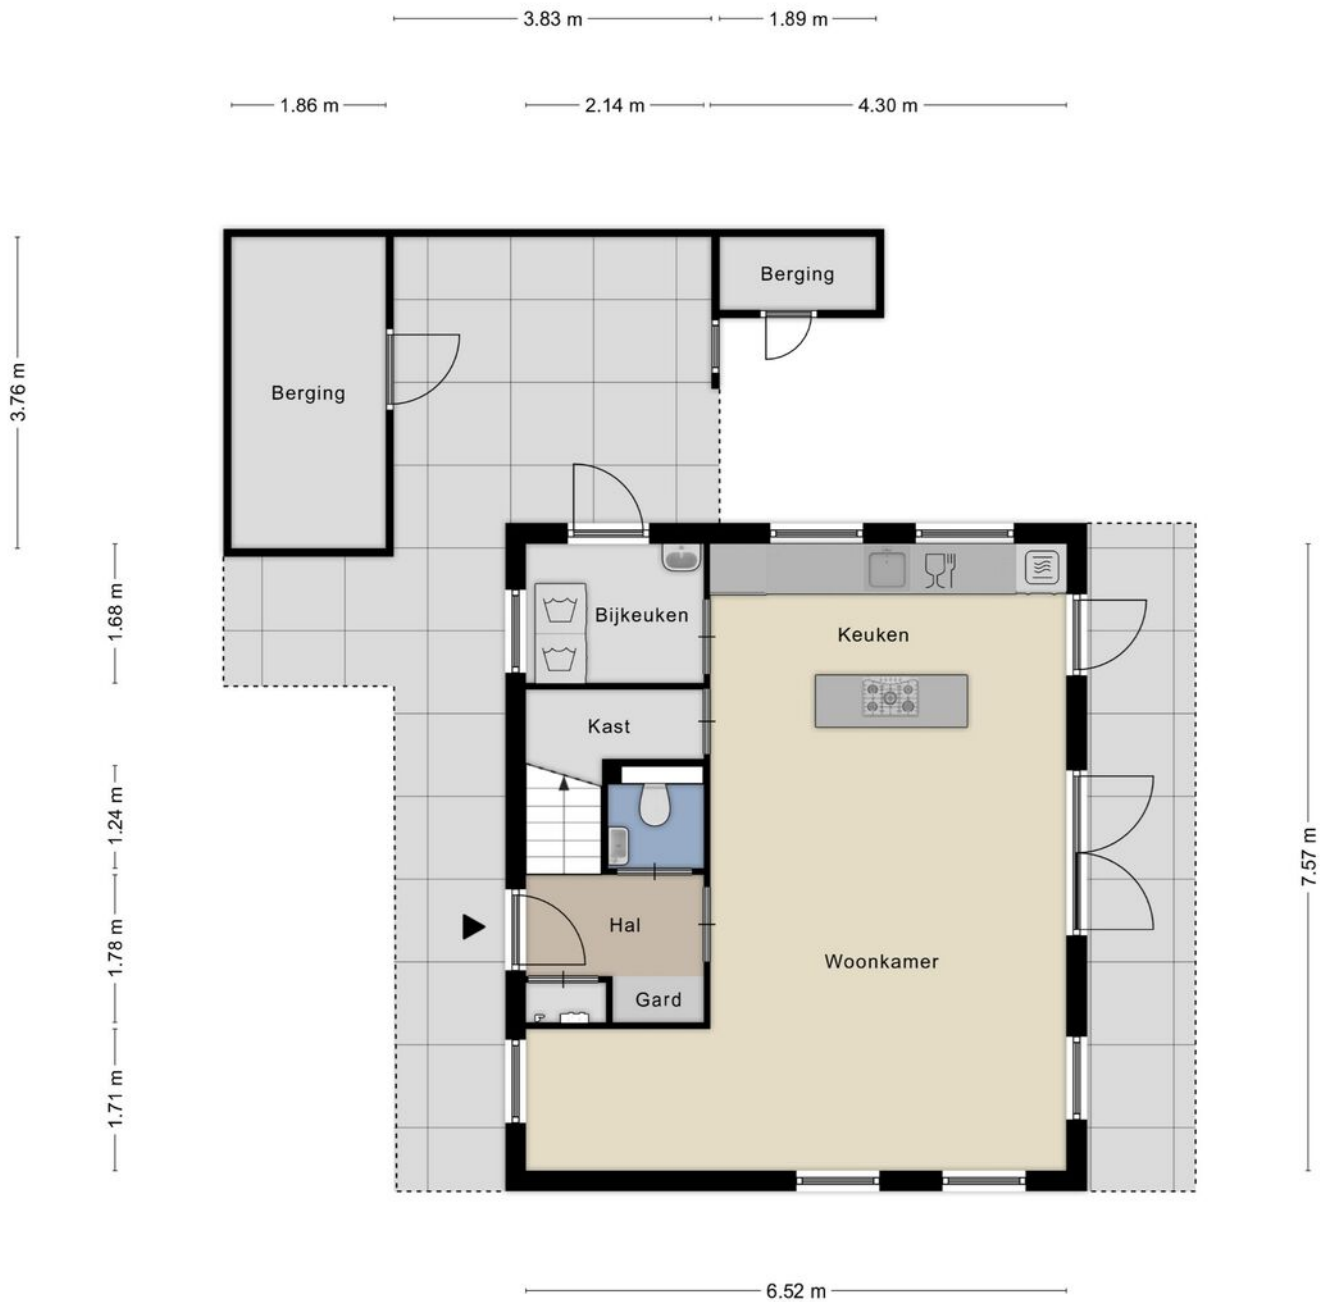 3.83 m
1.89 m
1.86 m
2.14 m
4.30 m
3.76 m
Berging
Berging
1.68 m
Bijkeuken
Keuken
Kast
1.24 m
7.57 m
1.78 m
Hal
Woonkamer
Gard
1.71 m
6.52 m